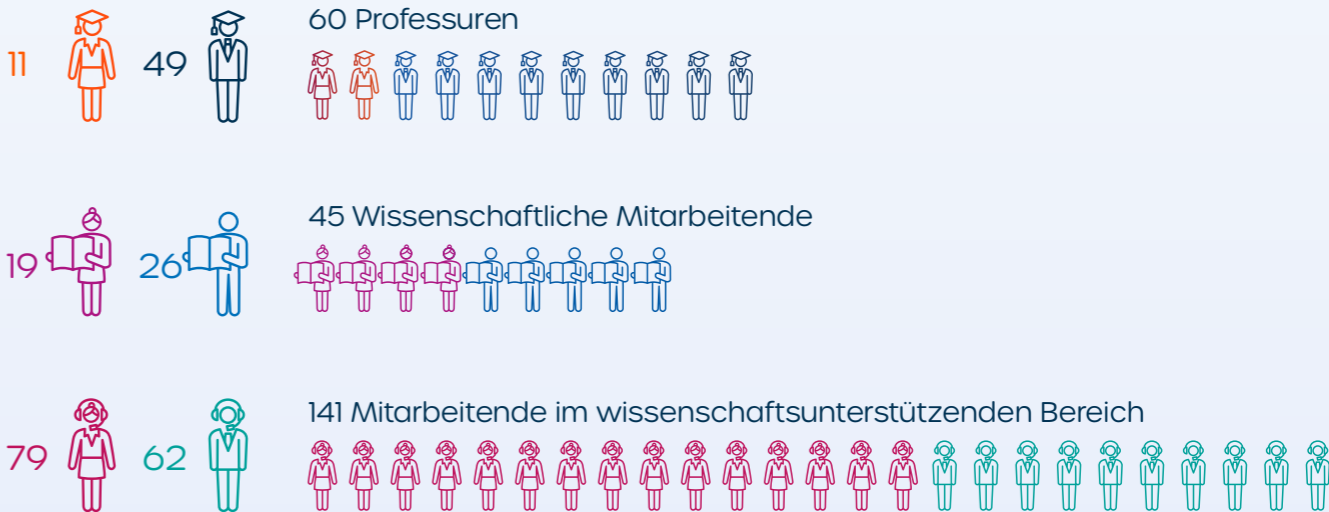 60 Professuren
11 49
45 Wissenschaftliche Mitarbeitende
19 26
141 Mitarbeitende im wissenschaftsunterstützenden Bereich
79 62